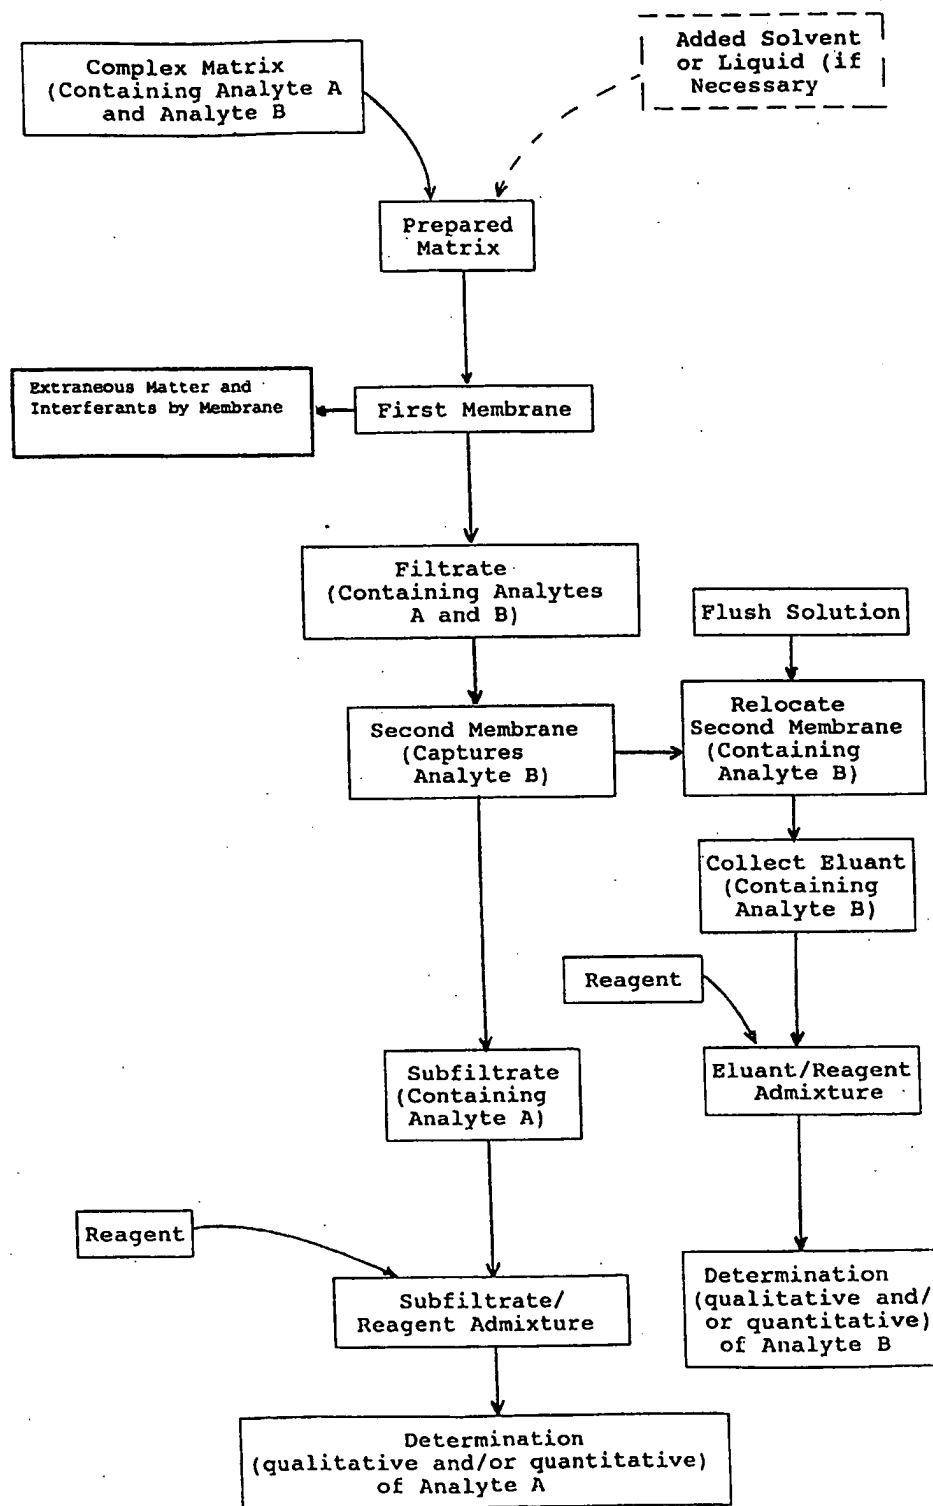 Complex Matrix
(Containing Analyte A
and Analyte B
Added Solvent
or Liquid (if
Necessary
Prepared
Matrix
Extraneous Matter and
Interferants by Membrane
First Membrane
Filtrate
(Containing Analytes
A and B)
Flush Solution
Second Membrane
(Captures
Analyte B)
Relocate
Second Membrane
(Containing
Analyte B)
Collect Eluant
(Containing
Analyte B)
Reagent
Subfiltrate
(Containing
Analyte A)
Eluant/Reagent
Admixture
Reagent
Subfiltrate/
Reagent Admixture
Determination
(qualitative and/
or quantitative)
of Analyte B
Determination
(qualitative and/or quantitative)
of Analyte A